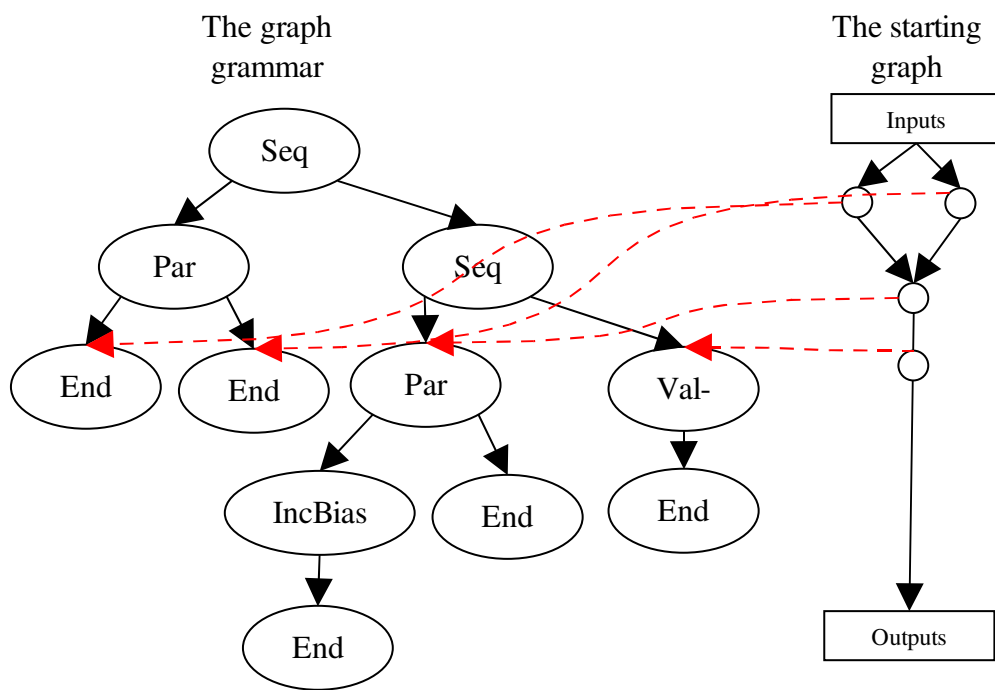 The graph
grammar
The starting
graph
Inputs
Seq
Par
Seq
End
End
Par
Val-
IncBias
End
End
End
Outputs